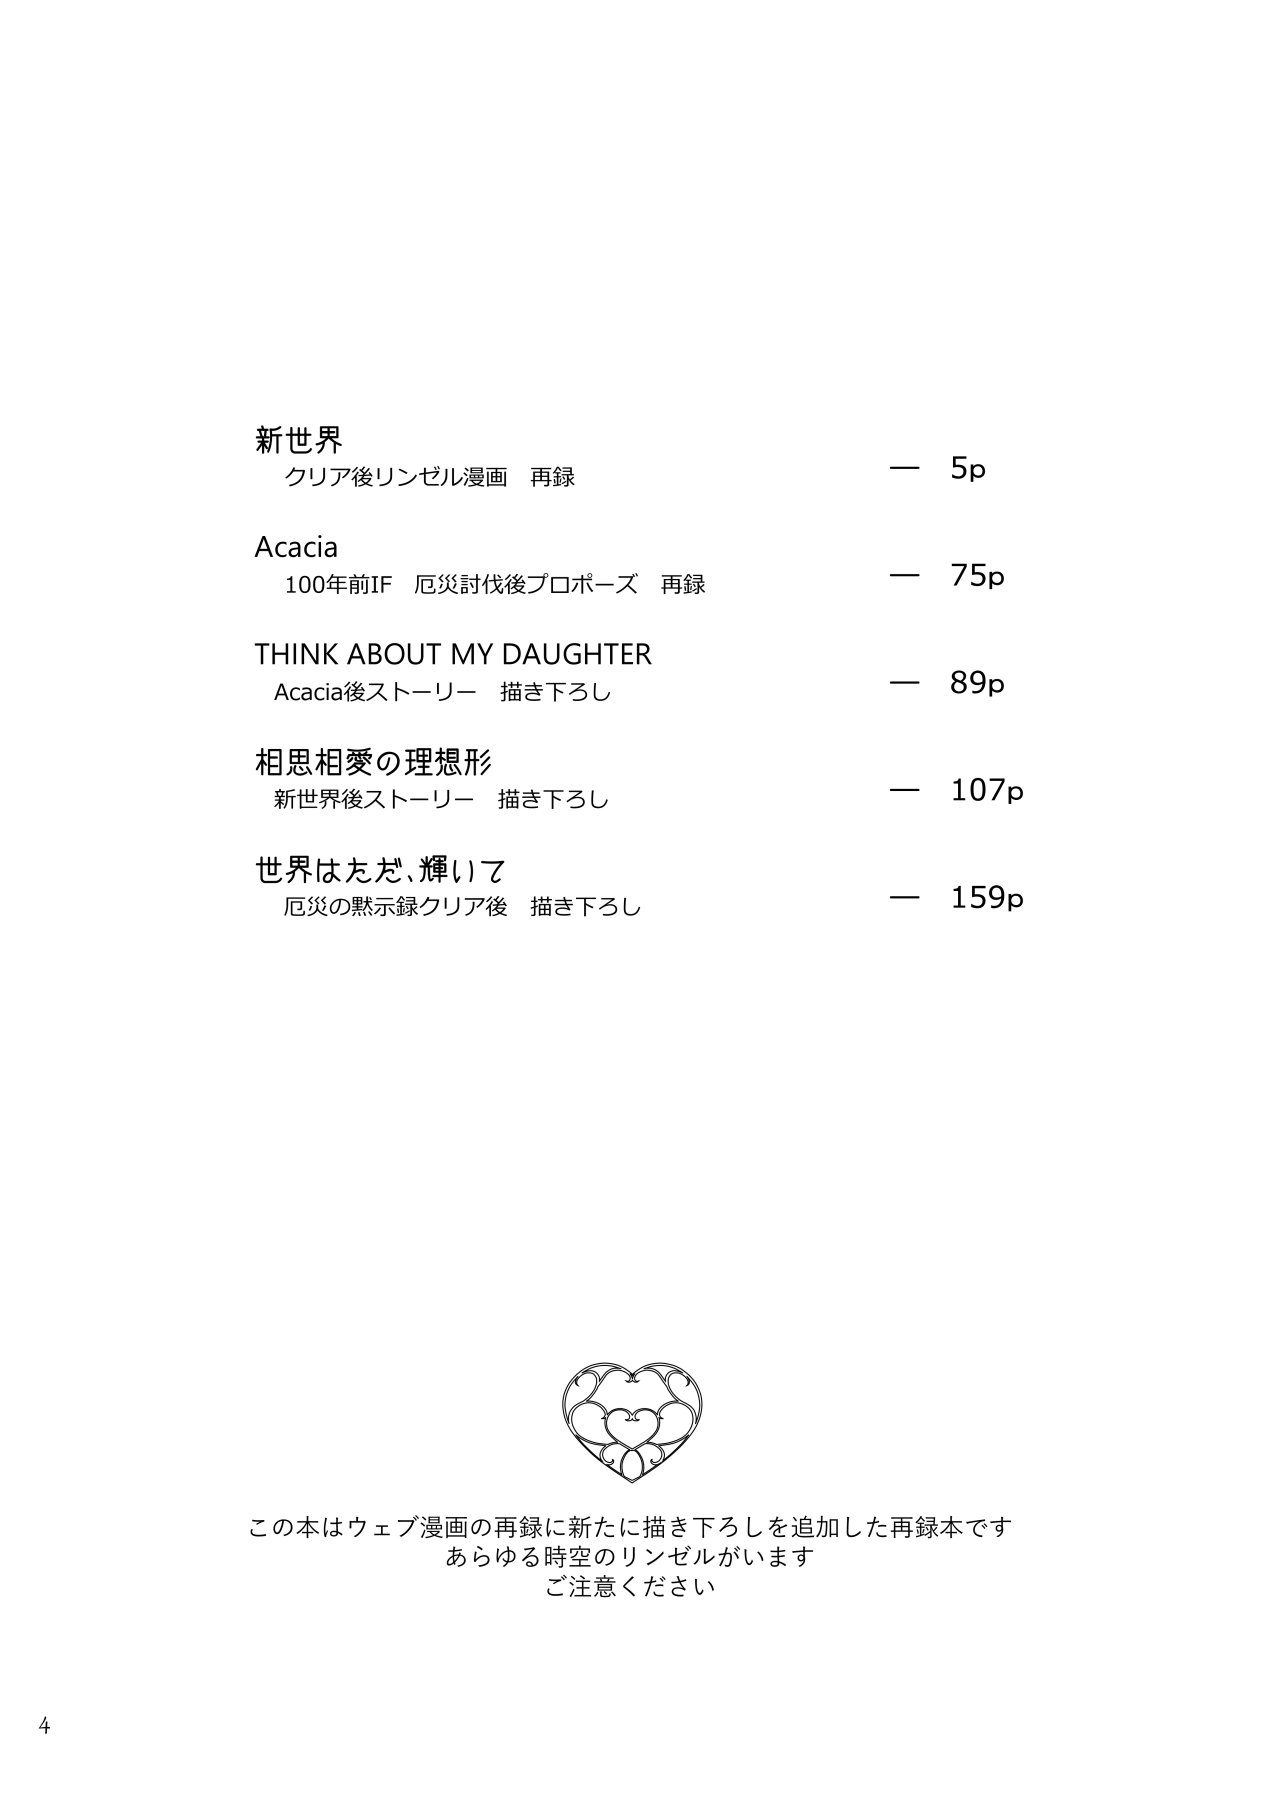 新世界
クリア後リンゼル漫画　再録
― 5p
Acacia
100年前IF　厄災討伐後プロポーズ　再録
― 75p
THINK ABOUT MY DAUGHTER
Acacia後ストーリー　描き下ろし
― 89p
相思相愛の理想形
新世界後ストーリー　描き下ろし
― 107p
世界はただ、輝いて
厄災の黙示録クリア後　描き下ろし
― 159p
この本はウェブ漫画の再録に新たに描き下ろしを追加した再録本です
あらゆる時空のリンゼルがいます
ご注意ください
4